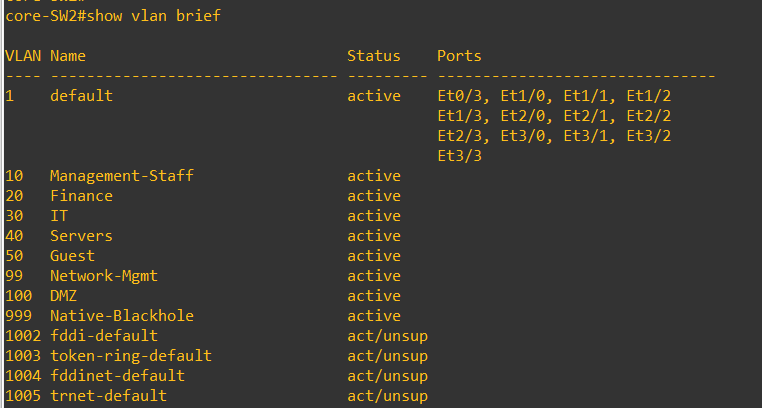 core-SW2#show vlan brief
VLAN Name                             Status    Ports
---- -------------------------------- --------- -------------------------------
1    default                          active    Et0/3, Et1/0, Et1/1, Et1/2
                                                Et1/3, Et2/0, Et2/1, Et2/2
                                                Et2/3, Et3/0, Et3/1, Et3/2
                                                Et3/3
10   Management-Staff                 active
20   Finance                          active
30   IT                               active
40   Servers                          active
50   Guest                            active
99   Network-Mgmt                     active
100  DMZ                              active
999  Native-Blackhole                 active
1002 fddi-default                     act/unsup
1003 token-ring-default               act/unsup
1004 fddinet-default                  act/unsup
1005 trnet-default                    act/unsup